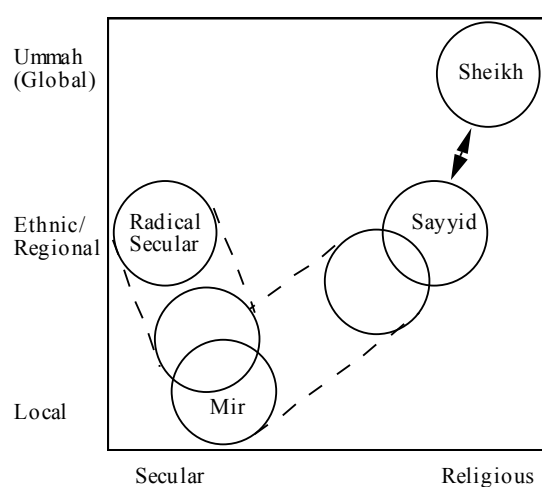 Ummah
(Global)
Sheikh
Ethnic/
Regional
Radical
Secular
Sayyid
Local
Mir
Secular
Religious